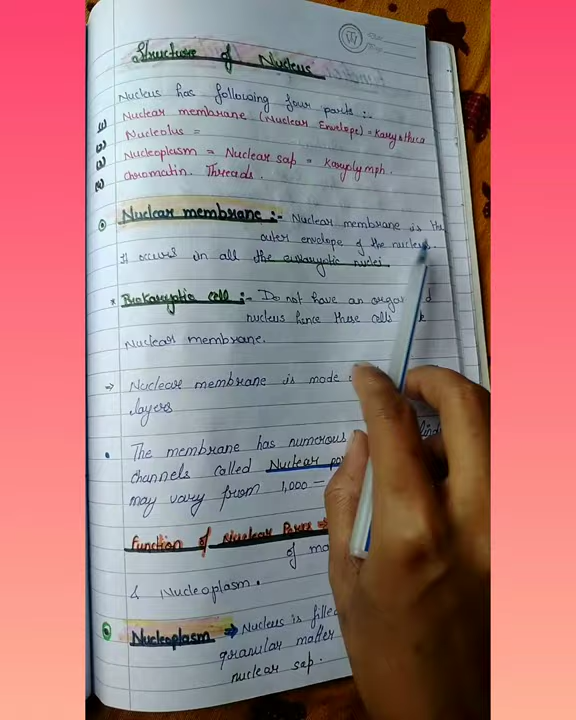 Structure of Nucleus
Nucleus has following four parts :-
(1) Nuclear membrane (Nuclear Envelope) = Karyothica
(2) Nucleolus =
(3) Nucleoplasm = Nuclear sap = Karyolymph.
(4) Chromatin. Threads.
Nuclear membrane :- Nuclear membrane is the
outer envelope of the nucleus.
It occurs in all the eukaryotic nuclei
* Prokaryotic cell :- Do not have an
nucleus hence these cells
Nuclear membrane.
→ Nuclear membrane is made
layers
The membrane has numerous
channels called Nuclear
may vary from 1,000 –
Function of Nuclear Pores ⇒
of
& Nucleoplasm.
Nucleoplasm → Nucleus is filled
granular matter
nuclear sap.